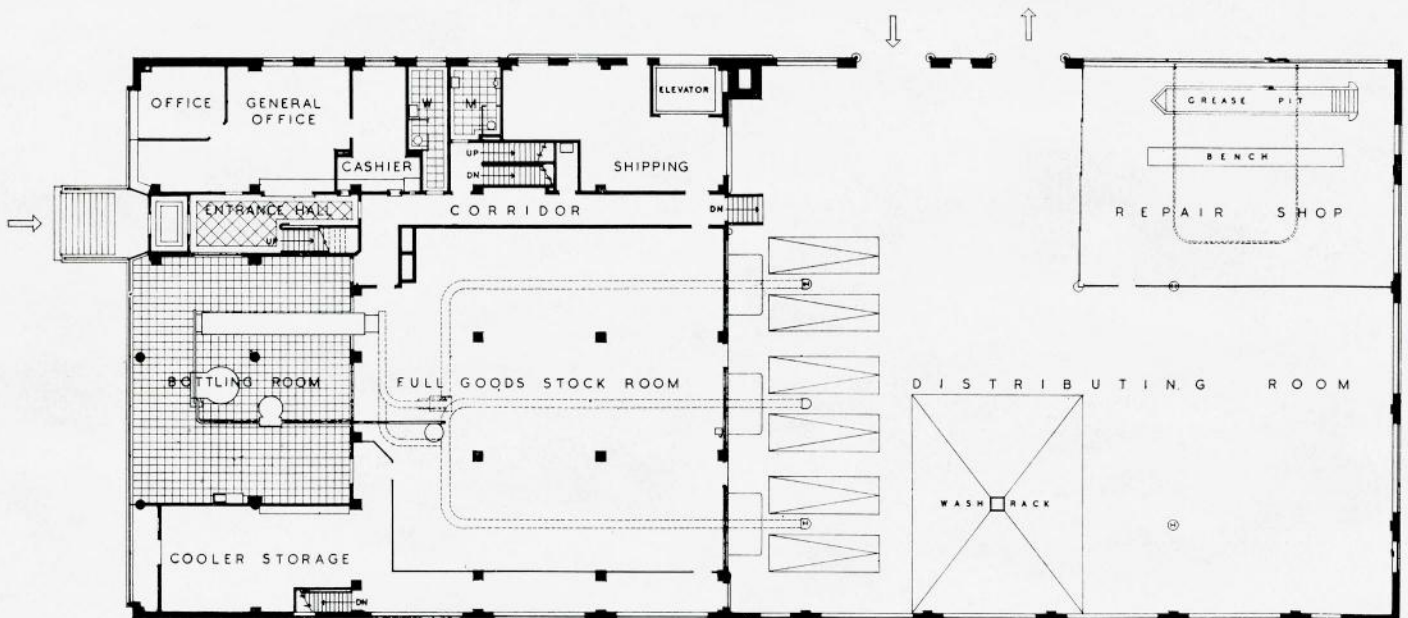 OFFICE
GENERAL
OFFICE
W
M
ELEVATOR
GREASE PIT
BENCH
CASHIER
UP
DN
SHIPPING
ENTRANCE HALL
UP
CORRIDOR
DN
REPAIR SHOP
H
H
BOTTLING ROOM
FULL GOODS STOCK ROOM
DISTRIBUTING ROOM
WASH RACK
H
H
COOLER STORAGE
DN